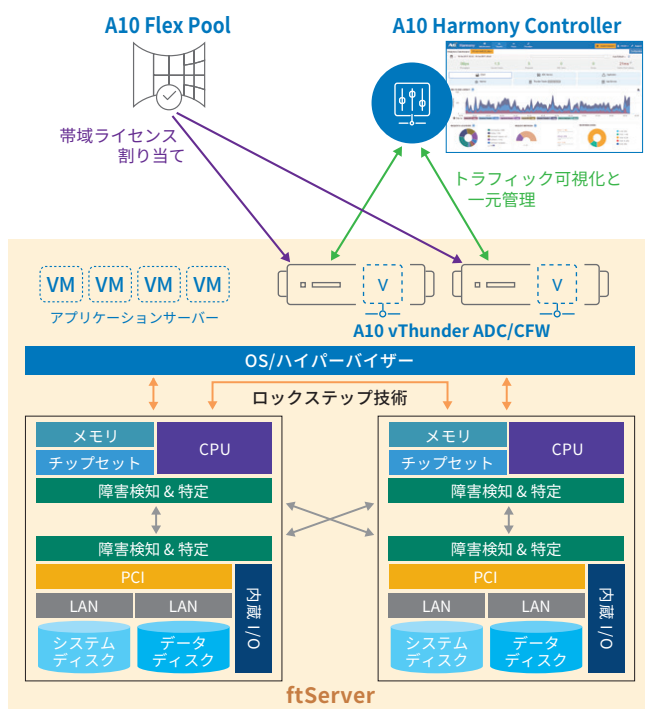 A10 Flex Pool
A10 Harmony Controller
帯域ライセンス
割り当て
トラフィック可視化と
一元管理
VM VM VM VM
アプリケーションサーバー
V
V
A10 vThunder ADC/CFW
OS/ハイパーバイザー
ロックステップ技術
メモリ
チップセット
CPU
障害検知 & 特定
障害検知 & 特定
PCI
LAN LAN
内蔵 I/O
システム
ディスク
データ
ディスク
メモリ
チップセット
CPU
障害検知 & 特定
障害検知 & 特定
PCI
LAN LAN
内蔵 I/O
システム
ディスク
データ
ディスク
ftServer